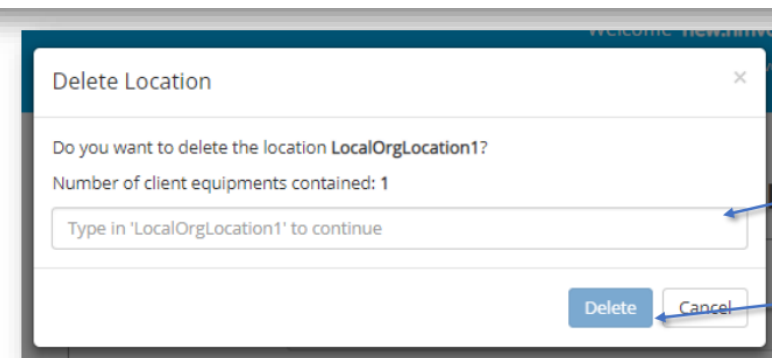 Welcome
Delete Location
×
Do you want to delete the location LocalOrgLocation1?
Number of client equipments contained: 1
Type in 'LocalOrgLocation1' to continue
Delete Cancel